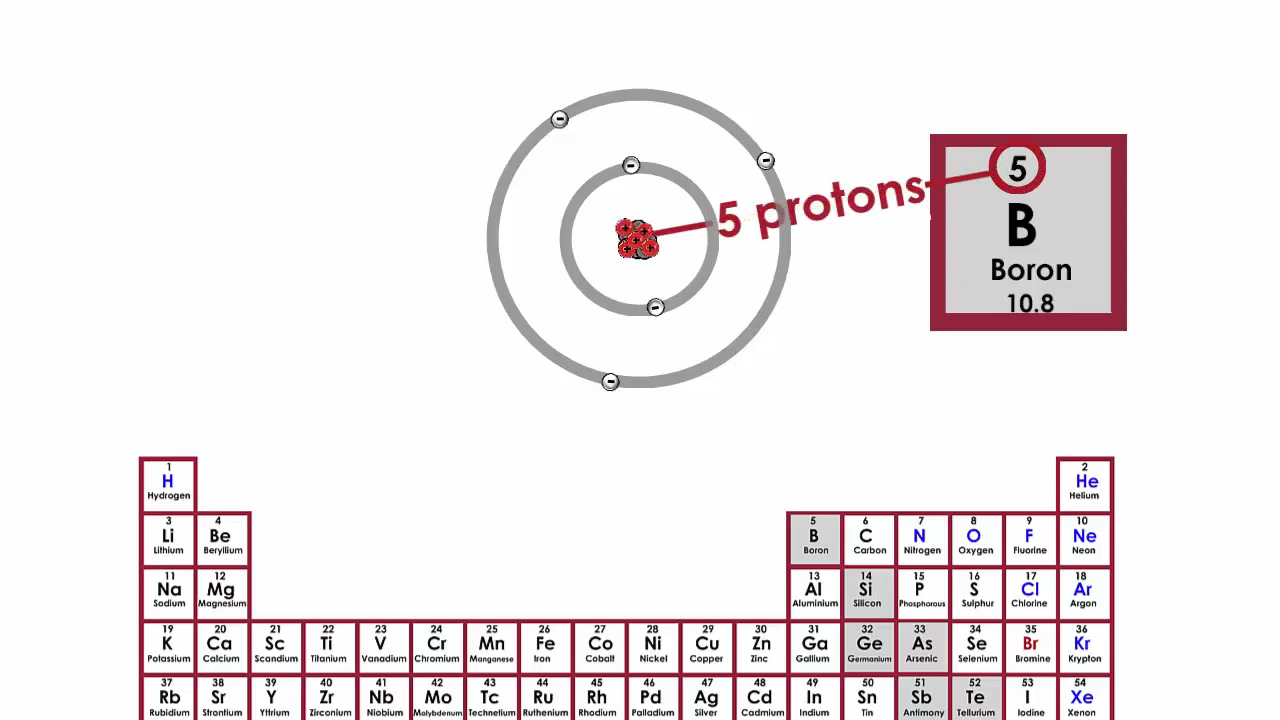 5 protons
5
B
Boron
10.8
1 2
H He
Hydrogen Helium
3 4 5 6 7 8 9 10
Li Be B C N O F Ne
Lithium Beryllium Boron Carbon Nitrogen Oxygen Fluorine Neon
11 12 13 14 15 16 17 18
Na Mg Al Si P S Cl Ar
Sodium Magnesium Aluminium Silicon Phosphorous Sulphur Chlorine Argon
19 20 21 22 23 24 25 26 27 28 29 30 31 32 33 34 35 36
K Ca Sc Ti V Cr Mn Fe Co Ni Cu Zn Ga Ge As Se Br Kr
Potassium Calcium Scandium Titanium Vanadium Chromium Manganese Iron Cobalt Nickel Copper Zinc Gallium Germanium Arsenic Selenium Bromine Krypton
37 38 39 40 41 42 43 44 45 46 47 48 49 50 51 52 53 54
Rb Sr Y Zr Nb Mo Tc Ru Rh Pd Ag Cd In Sn Sb Te I Xe
Rubidium Strontium Yttrium Zirconium Niobium Molybdenum Technetium Ruthenium Rhodium Palladium Silver Cadmium Indium Tin Antimony Tellurium Iodine Xenon